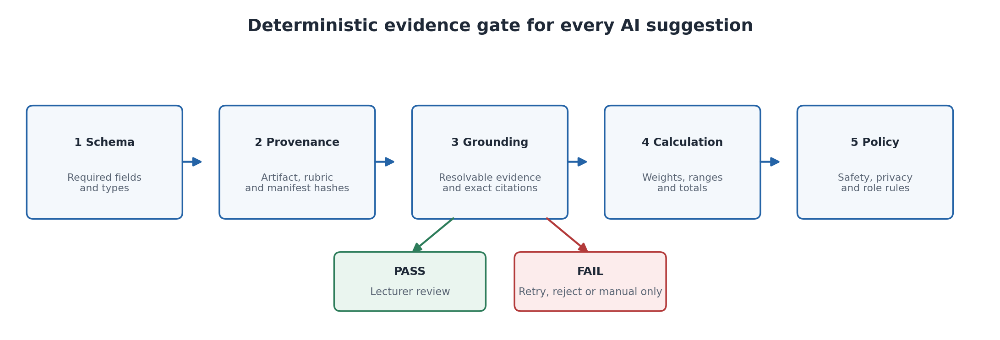 Deterministic evidence gate for every AI suggestion
1 Schema
Required fields
and types
2 Provenance
Artifact, rubric
and manifest hashes
3 Grounding
Resolvable evidence
and exact citations
4 Calculation
Weights, ranges
and totals
5 Policy
Safety, privacy
and role rules
PASS
Lecturer review
FAIL
Retry, reject or manual only